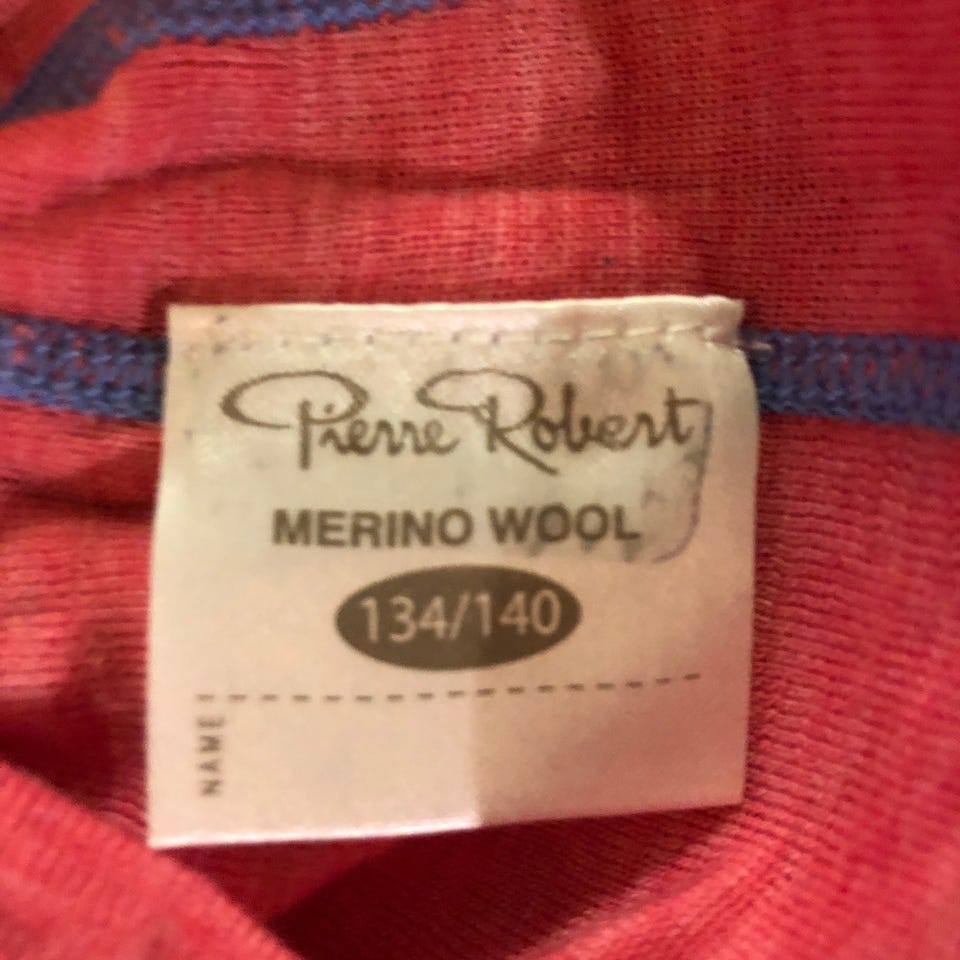 Pierre Robert
MERINO WOOL
134/140
NAME